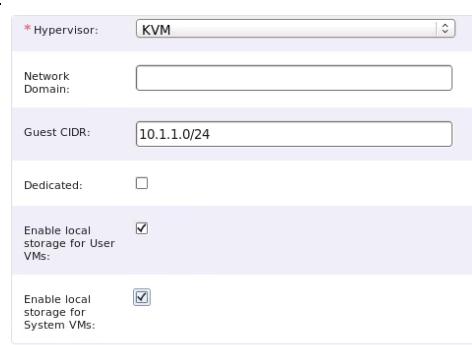 * Hypervisor: KVM
Network
Domain:
Guest CIDR: 10.1.1.0/24
Dedicated:
Enable local
storage for User
VMs:
Enable local
storage for
System VMs: